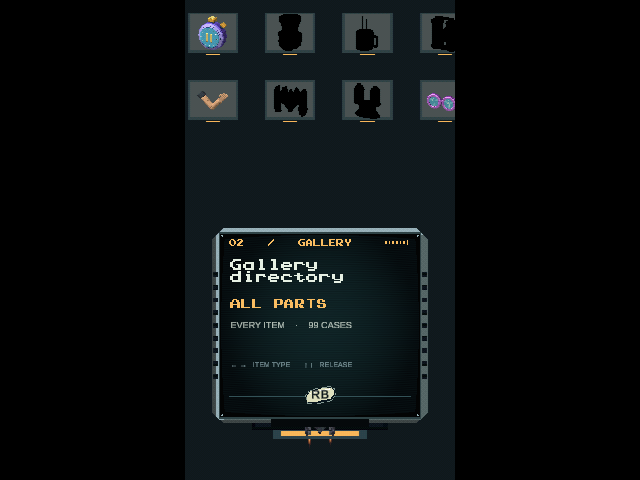 02 / GALLERY
Gallery
directory
ALL PARTS
EVERY ITEM · 99 CASES
ITEM TYPE RELEASE
RB